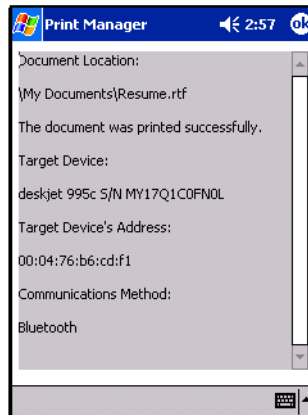 Print Manager 2:57 ok
Document Location:
\My Documents\Resume.rtf
The document was printed successfully.
Target Device:
deskjet 995c S/N MY17Q1C0FN0L
Target Device's Address:
00:04:76:b6:cd:f1
Communications Method:
Bluetooth